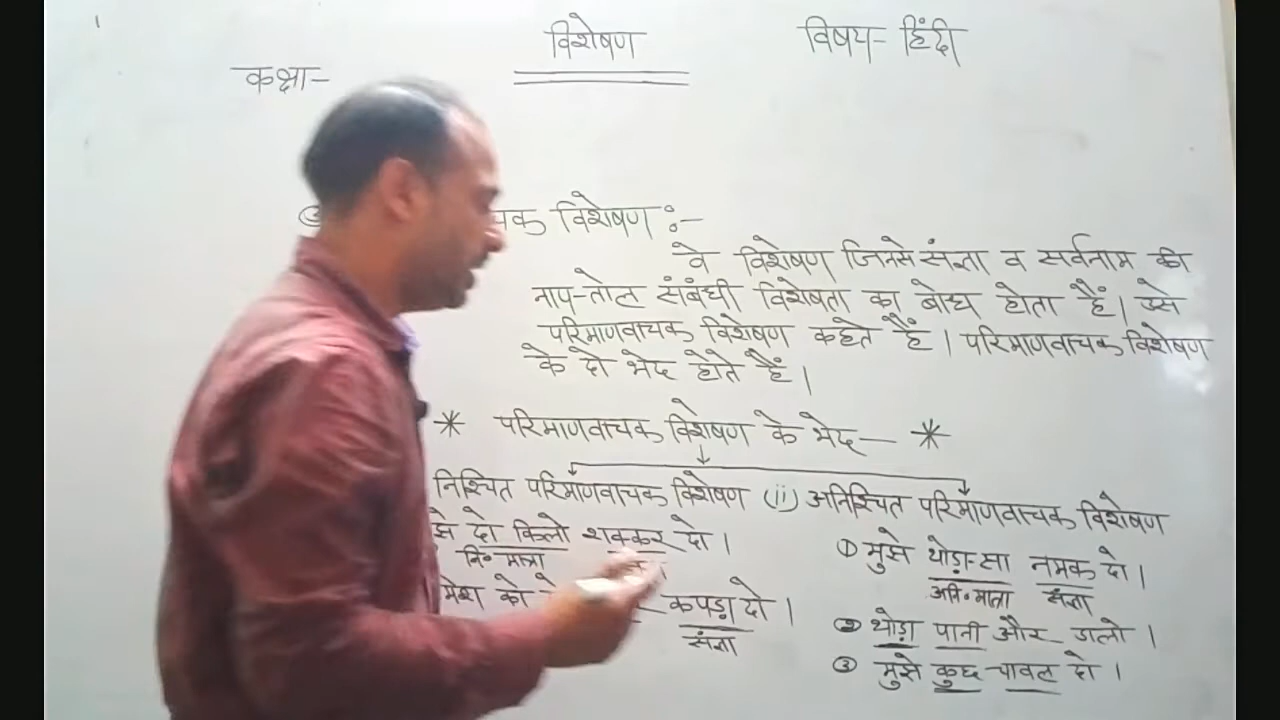 विशेषण
विषय- हिंदी
कक्षा-
चक विशेषण :-
वे विशेषण जिनसे संज्ञा व सर्वनाम की
नाप-तोल संबंधी विशेषता का बोध होता हैं। उसे
परिमाणवाचक विशेषण कहते हैं। परिमाणवाचक विशेषण
के दो भेद होते हैं।
* परिमाणवाचक विशेषण के भेद- *
निश्चित परिमाणवाचक विशेषण (ii) अनिश्चित परिमाणवाचक विशेषण
झे दो किलो शक्कर दो।
नि॰ मात्रा
मेश को कपड़ा दो।
संज्ञा
① मुझे थोड़ा-सा नमक दो।
अनि॰मात्रा संज्ञा
② थोड़ा पानी और डालो।
③ मुझे कुछ चावल दो।